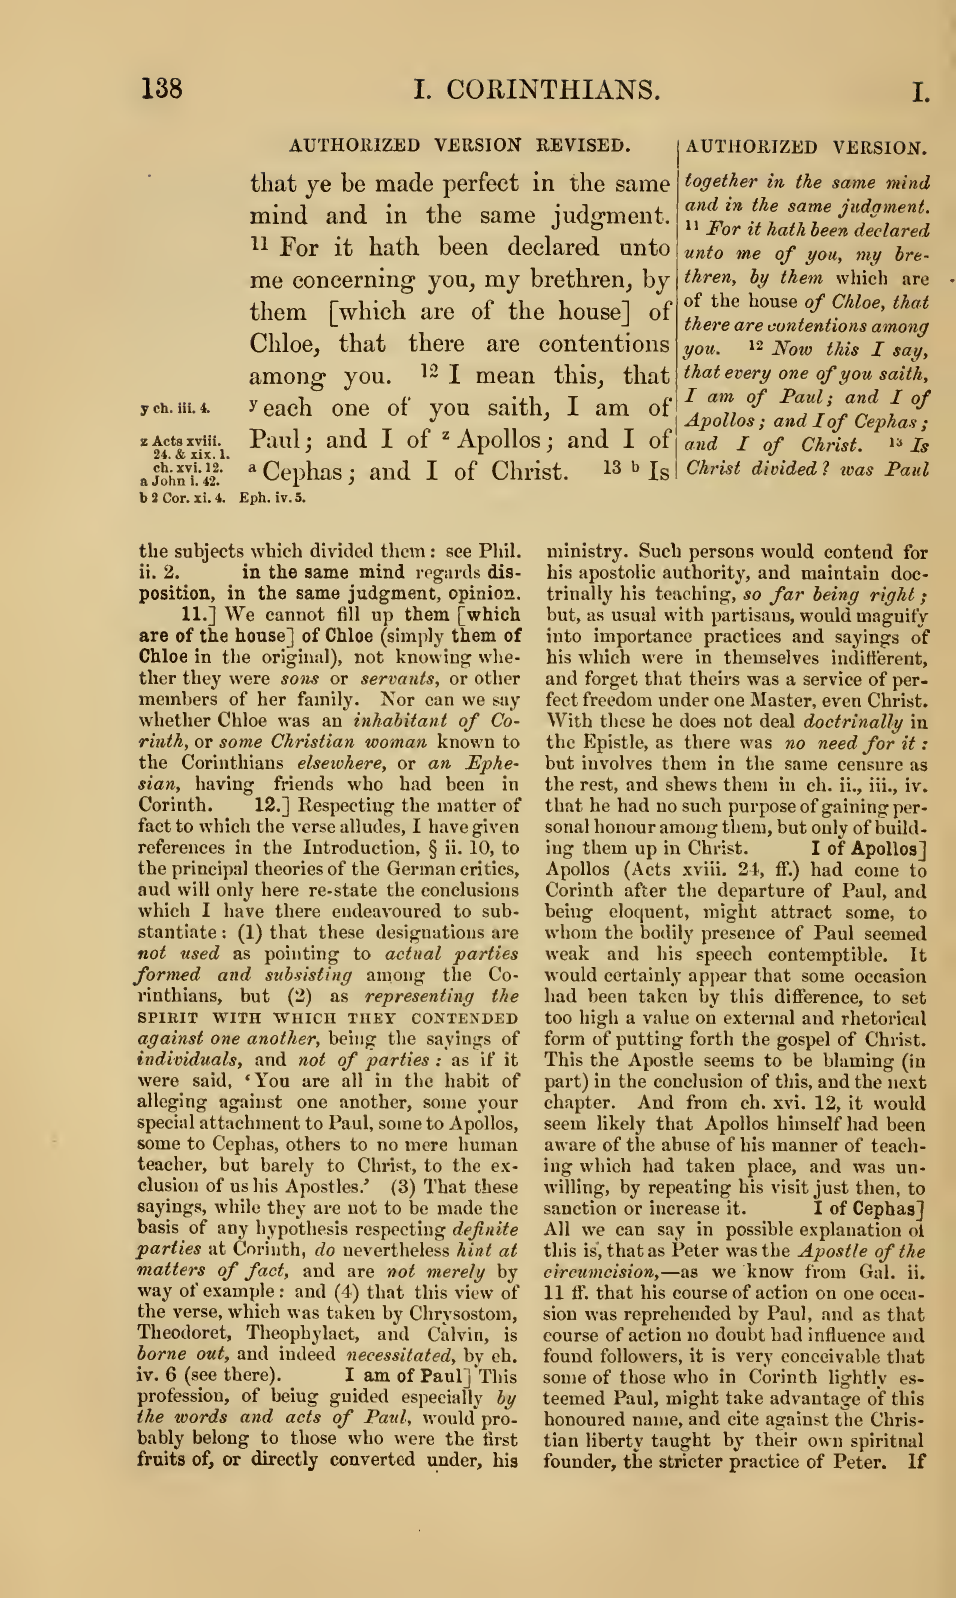 138 I. CORINTHIANS. I.
AUTHORIZED VERSION REVISED.
that ye be made perfect in the same
mind and in the same judgment.
11 For it hath been declared unto
me concerning you, my brethren, by
them [which are of the house] of
Chloe, that there are contentions
among you. 12 I mean this, that
y each one of you saith, I am of
Paul; and I of z Apollos; and I of
a Cephas; and I of Christ. 13 b Is
y ch. iii. 4.
z Acts xviii.
24. & xix. 1.
ch. xvi. 12.
a John i. 42.
b 2 Cor. xi. 4. Eph. iv. 5.
AUTHORIZED VERSION.
together in the same mind
and in the same judgment.
11 For it hath been declared
unto me of you, my bre-
thren, by them which are
of the house of Chloe, that
there are contentions among
you. 12 Now this I say,
that every one of you saith,
I am of Paul; and I of
Apollos; and I of Cephas;
and I of Christ. 13 Is
Christ divided? was Paul
the subjects which divided them: see Phil.
ii. 2. in the same mind regards dis-
position, in the same judgment, opinion.
11.] We cannot fill up them [which
are of the house] of Chloe (simply them of
Chloe in the original), not knowing whe-
ther they were sons or servants, or other
members of her family. Nor can we say
whether Chloe was an inhabitant of Co-
rinth, or some Christian woman known to
the Corinthians elsewhere, or an Ephe-
sian, having friends who had been in
Corinth. 12.] Respecting the matter of
fact to which the verse alludes, I have given
references in the Introduction, § ii. 10, to
the principal theories of the German critics,
and will only here re-state the conclusions
which I have there endeavoured to sub-
stantiate: (1) that these designations are
not used as pointing to actual parties
formed and subsisting among the Co-
rinthians, but (2) as representing the
SPIRIT WITH WHICH THEY CONTENDED
against one another, being the sayings of
individuals, and not of parties: as if it
were said, ‘You are all in the habit of
alleging against one another, some your
special attachment to Paul, some to Apollos,
some to Cephas, others to no mere human
teacher, but barely to Christ, to the ex-
clusion of us his Apostles.’ (3) That these
sayings, while they are not to be made the
basis of any hypothesis respecting definite
parties at Corinth, do nevertheless hint at
matters of fact, and are not merely by
way of example: and (4) that this view of
the verse, which was taken by Chrysostom,
Theodoret, Theophylact, and Calvin, is
borne out, and indeed necessitated, by ch.
iv. 6 (see there). I am of Paul] This
profession, of being guided especially by
the words and acts of Paul, would pro-
bably belong to those who were the first
fruits of, or directly converted under, his
ministry. Such persons would contend for
his apostolic authority, and maintain doc-
trinally his teaching, so far being right;
but, as usual with partisans, would magnify
into importance practices and sayings of
his which were in themselves indifferent,
and forget that theirs was a service of per-
fect freedom under one Master, even Christ.
With these he does not deal doctrinally in
the Epistle, as there was no need for it:
but involves them in the same censure as
the rest, and shews them in ch. ii., iii., iv.
that he had no such purpose of gaining per-
sonal honour among them, but only of build-
ing them up in Christ. I of Apollos]
Apollos (Acts xviii. 24, ff.) had come to
Corinth after the departure of Paul, and
being eloquent, might attract some, to
whom the bodily presence of Paul seemed
weak and his speech contemptible. It
would certainly appear that some occasion
had been taken by this difference, to set
too high a value on external and rhetorical
form of putting forth the gospel of Christ.
This the Apostle seems to be blaming (in
part) in the conclusion of this, and the next
chapter. And from ch. xvi. 12, it would
seem likely that Apollos himself had been
aware of the abuse of his manner of teach-
ing which had taken place, and was un-
willing, by repeating his visit just then, to
sanction or increase it. I of Cephas]
All we can say in possible explanation of
this is, that as Peter was the Apostle of the
circumcision,—as we know from Gal. ii.
11 ff. that his course of action on one occa-
sion was reprehended by Paul, and as that
course of action no doubt had influence and
found followers, it is very conceivable that
some of those who in Corinth lightly es-
teemed Paul, might take advantage of this
honoured name, and cite against the Chris-
tian liberty taught by their own spiritual
founder, the stricter practice of Peter. If